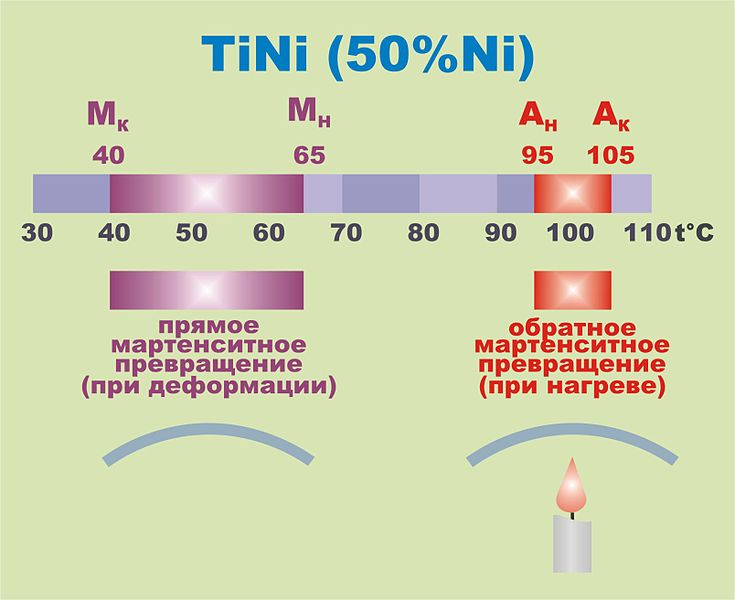 TiNi (50%Ni)
Мк Мн Ан Ак
40 65 95 105
30 40 50 60 70 80 90 100 110 t°C
прямое
мартенситное
превращение
(при деформации)
обратное
мартенситное
превращение
(при нагреве)